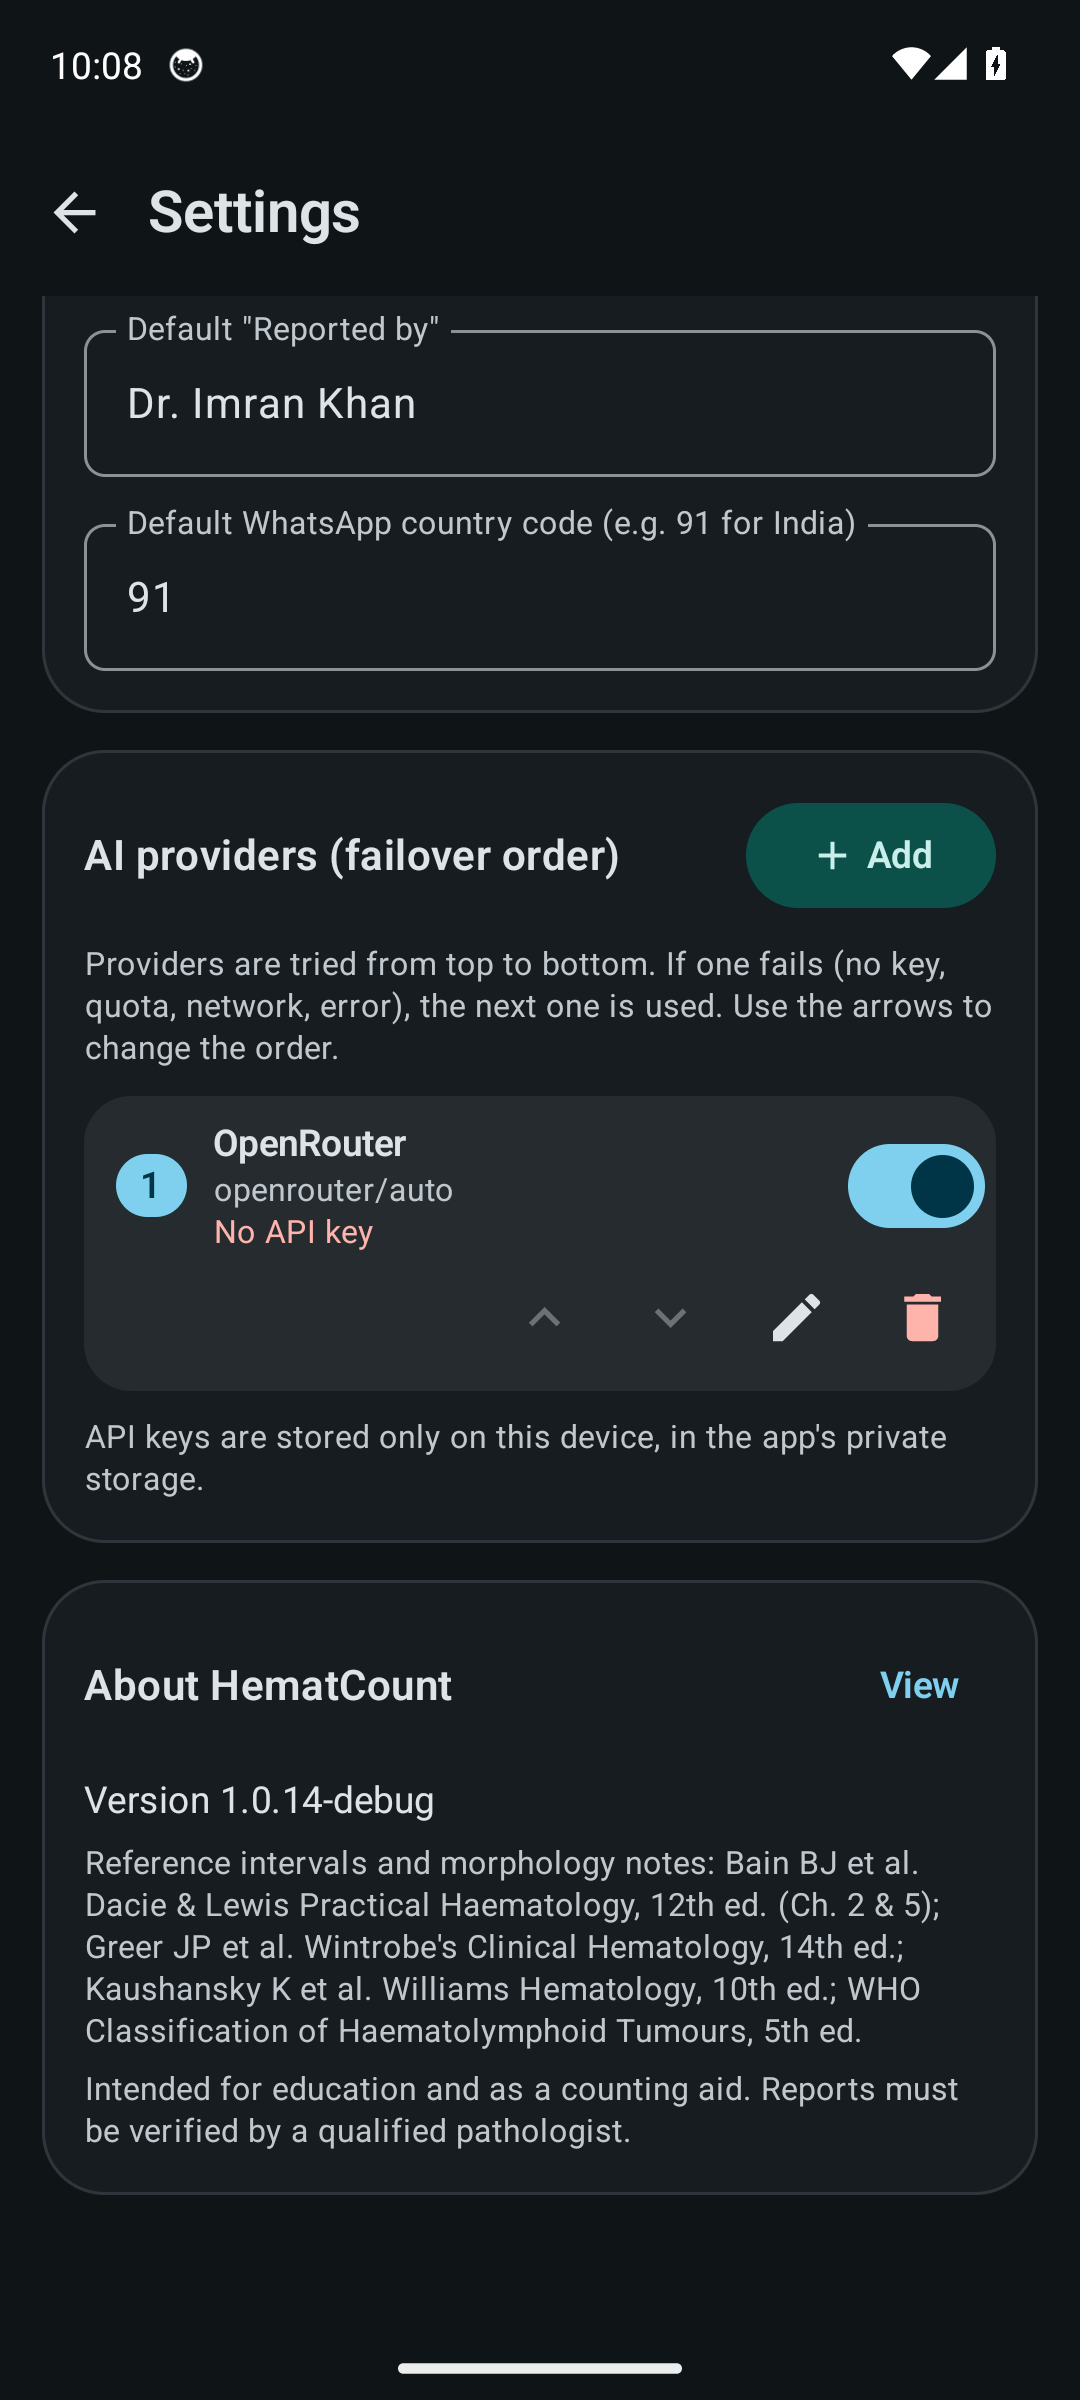 10:08
Settings
Default "Reported by"
Dr. Imran Khan
Default WhatsApp country code (e.g. 91 for India)
91
AI providers (failover order)
+ Add
Providers are tried from top to bottom. If one fails (no key,
quota, network, error), the next one is used. Use the arrows to
change the order.
1
OpenRouter
openrouter/auto
No API key
API keys are stored only on this device, in the app's private
storage.
About HematCount
View
Version 1.0.14-debug
Reference intervals and morphology notes: Bain BJ et al.
Dacie & Lewis Practical Haematology, 12th ed. (Ch. 2 & 5);
Greer JP et al. Wintrobe's Clinical Hematology, 14th ed.;
Kaushansky K et al. Williams Hematology, 10th ed.; WHO
Classification of Haematolymphoid Tumours, 5th ed.
Intended for education and as a counting aid. Reports must
be verified by a qualified pathologist.